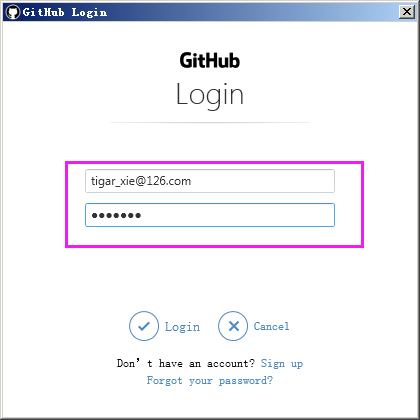 GitHub Login
GitHub
Login
tigar_xie@126.com
●●●●●●●
Login Cancel
Don't have an account? Sign up
Forgot your password?